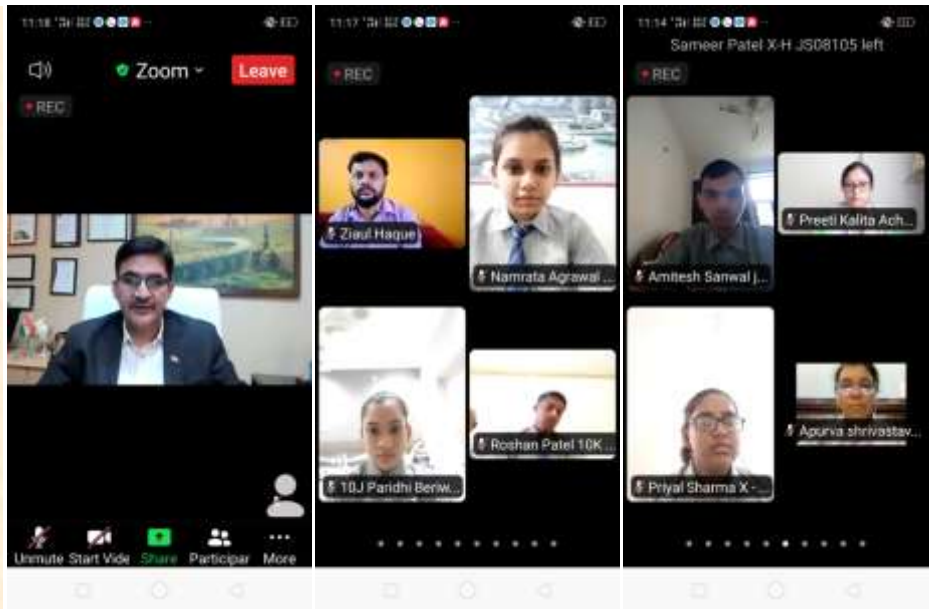 11:18
Zoom
Leave
REC
Unmute
Start Vide
Share
Participar
More
11:17
REC
Ziaul Haque
Namrata Agrawal ...
10J Paridhi Beriw...
Roshan Patel 10K ...
11:14
Sameer Patel X-H JS08105 left
REC
Amitesh Sanwal j...
Preeti Kalita Ach...
Priyal Sharma X - ...
Apurva shrivastav...